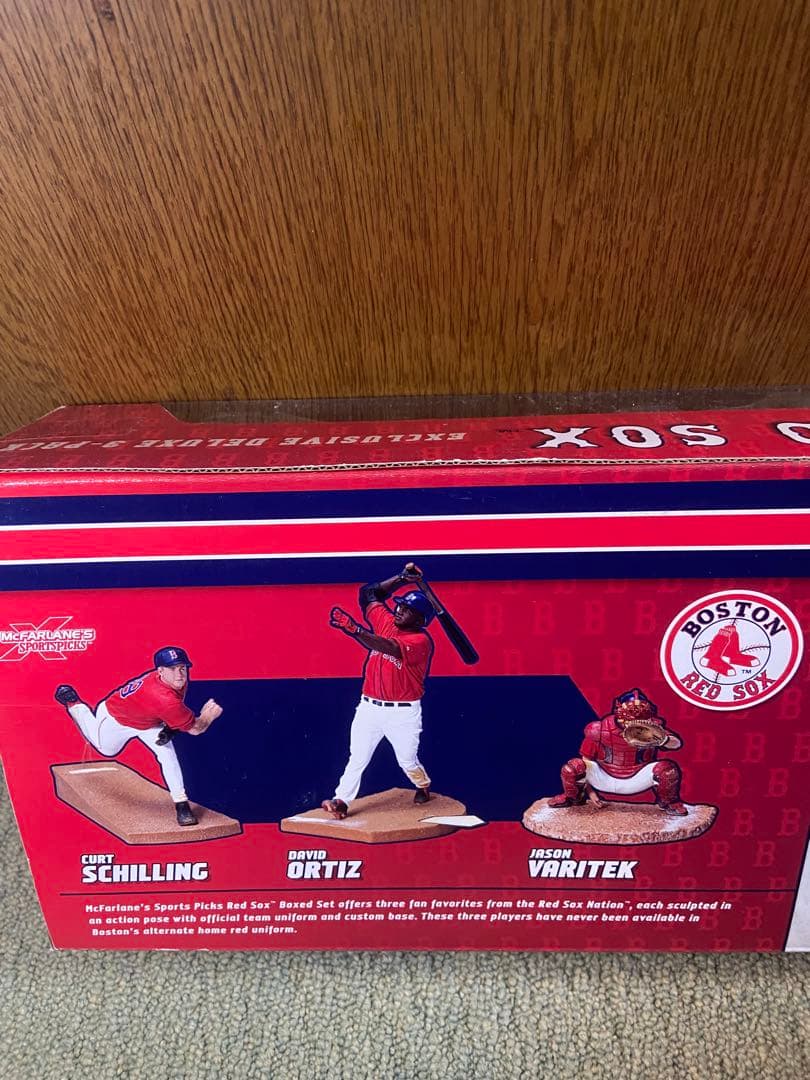 EXCLUSIVE DELUXE 3-PACK
SOX
McFARLANE'S
SPORTSPICKS
BOSTON
RED SOX
TM
B
6
CURT
SCHILLING
DAVID
ORTIZ
JASON
VARITEK
McFarlane's Sports Picks Red Sox™ Boxed Set offers three fan favorites from the Red Sox Nation™, each sculpted in
an action pose with official team uniform and custom base. These three players have never been available in
Boston's alternate home red uniform.